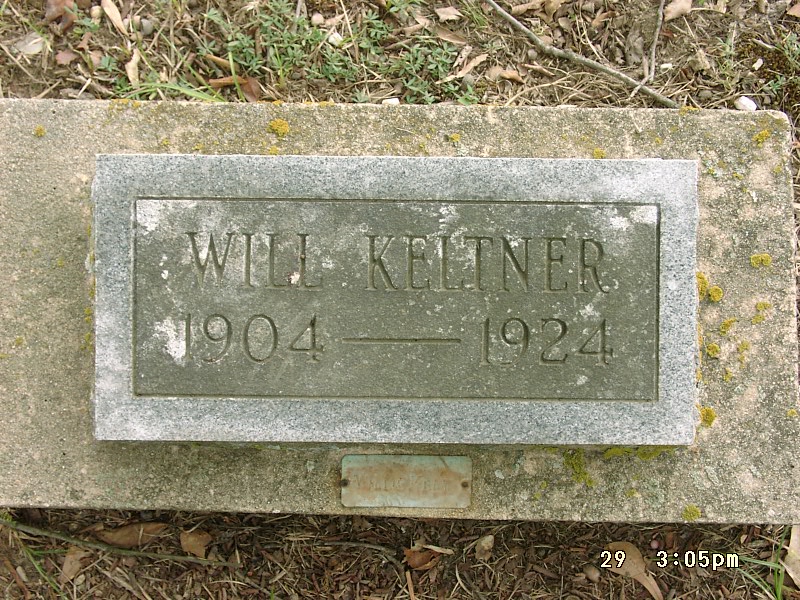 WILL KELTNER
1904 — 1924
29 3:05pm